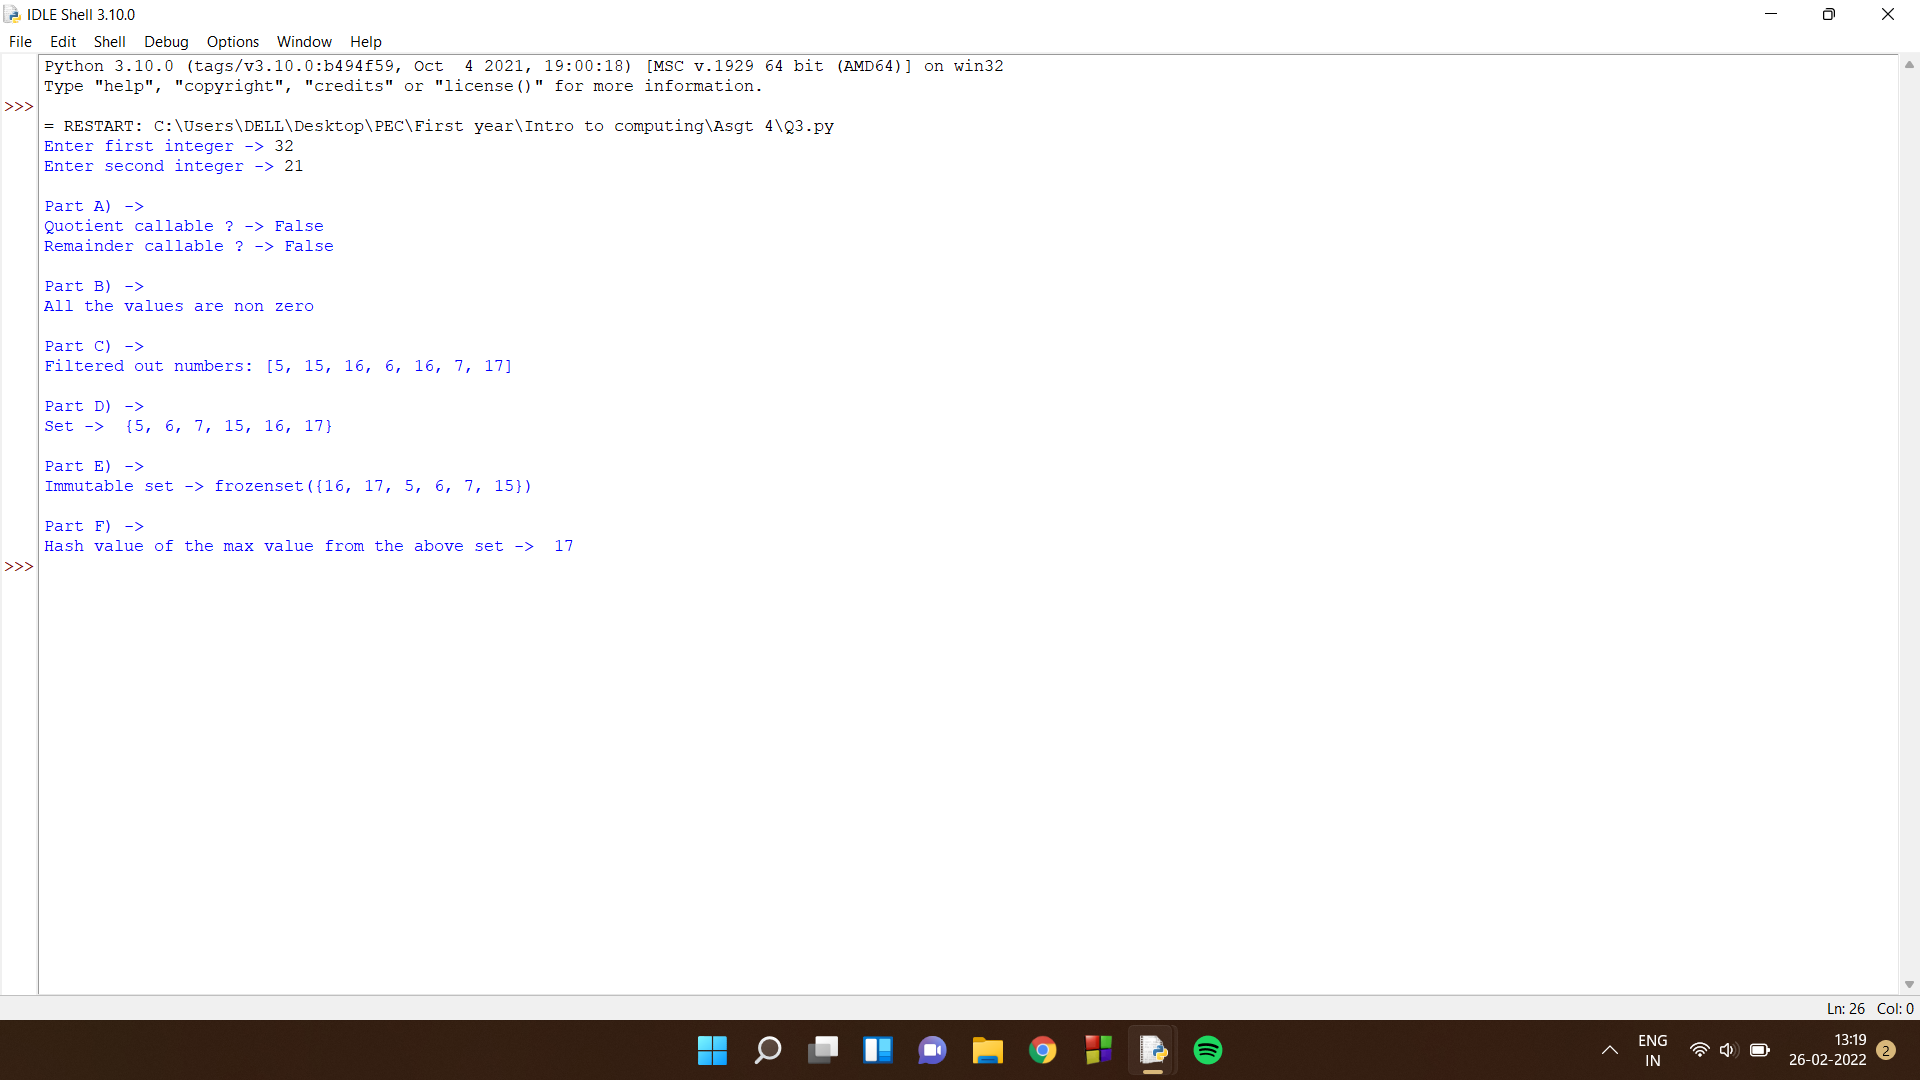 IDLE Shell 3.10.0
File Edit Shell Debug Options Window Help
Python 3.10.0 (tags/v3.10.0:b494f59, Oct  4 2021, 19:00:18) [MSC v.1929 64 bit (AMD64)] on win32
Type "help", "copyright", "credits" or "license()" for more information.
>>>
= RESTART: C:\Users\DELL\Desktop\PEC\First year\Intro to computing\Asgt 4\Q3.py
Enter first integer -> 32
Enter second integer -> 21
Part A) ->
Quotient callable ? -> False
Remainder callable ? -> False
Part B) ->
All the values are non zero
Part C) ->
Filtered out numbers: [5, 15, 16, 6, 16, 7, 17]
Part D) ->
Set ->  {5, 6, 7, 15, 16, 17}
Part E) ->
Immutable set -> frozenset({16, 17, 5, 6, 7, 15})
Part F) ->
Hash value of the max value from the above set ->  17
>>>
Ln: 26 Col: 0
ENG
IN
13:19
26-02-2022
2